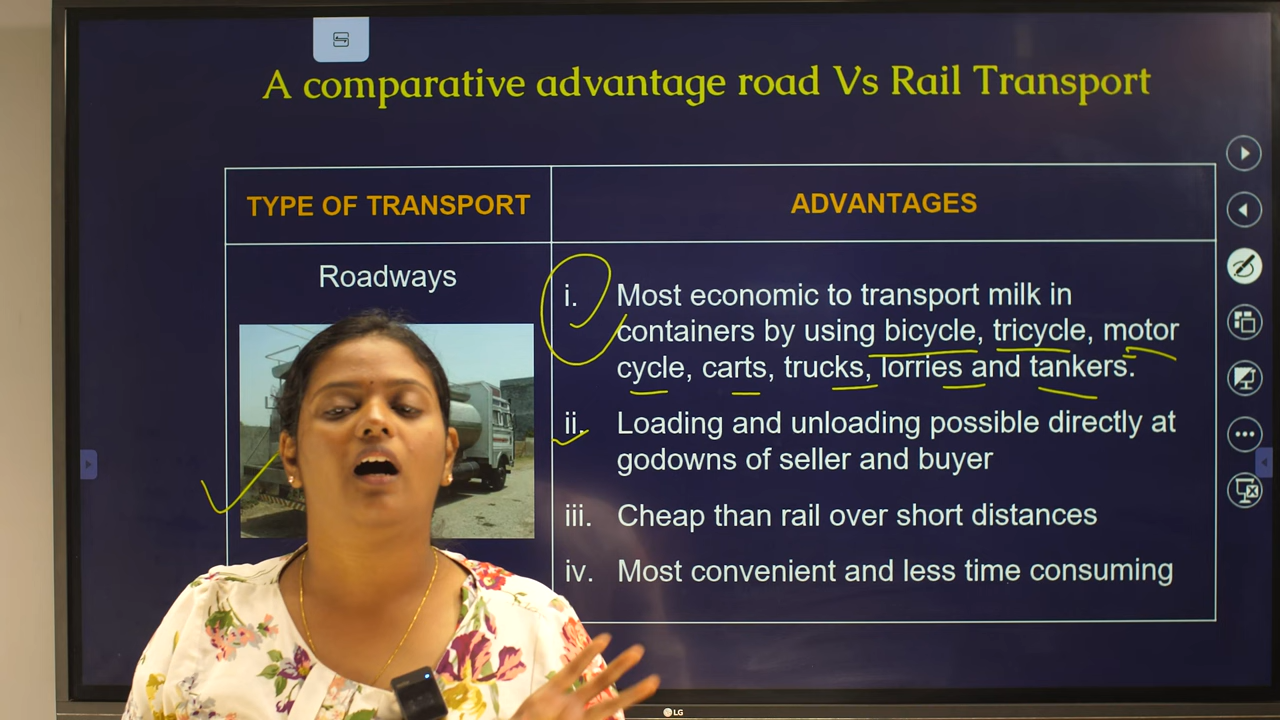 A comparative advantage road Vs Rail Transport
TYPE OF TRANSPORT
ADVANTAGES
Roadways
i. Most economic to transport milk in
containers by using bicycle, tricycle, motor
cycle, carts, trucks, lorries and tankers.
ii. Loading and unloading possible directly at
godowns of seller and buyer
iii. Cheap than rail over short distances
iv. Most convenient and less time consuming
LG